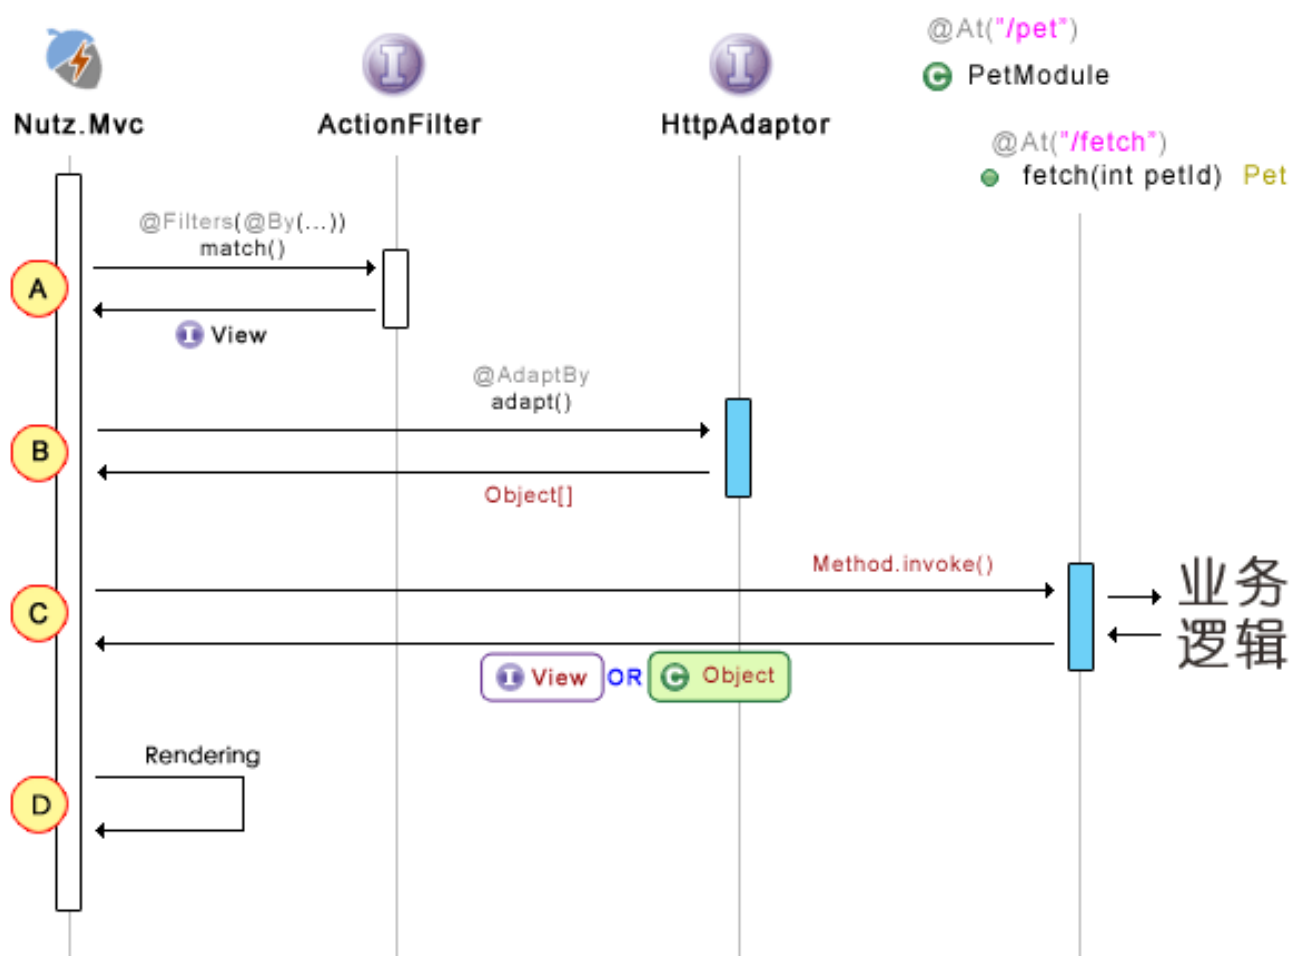 @At("/pet")
C PetModule
Nutz.Mvc
I
ActionFilter
I
HttpAdaptor
@At("/fetch")
fetch(int petId) Pet
@Filters(@By(...))
match()
A
I View
@AdaptBy
adapt()
B
Object[]
Method.invoke()
C
业务
逻辑
I View OR C Object
Rendering
D